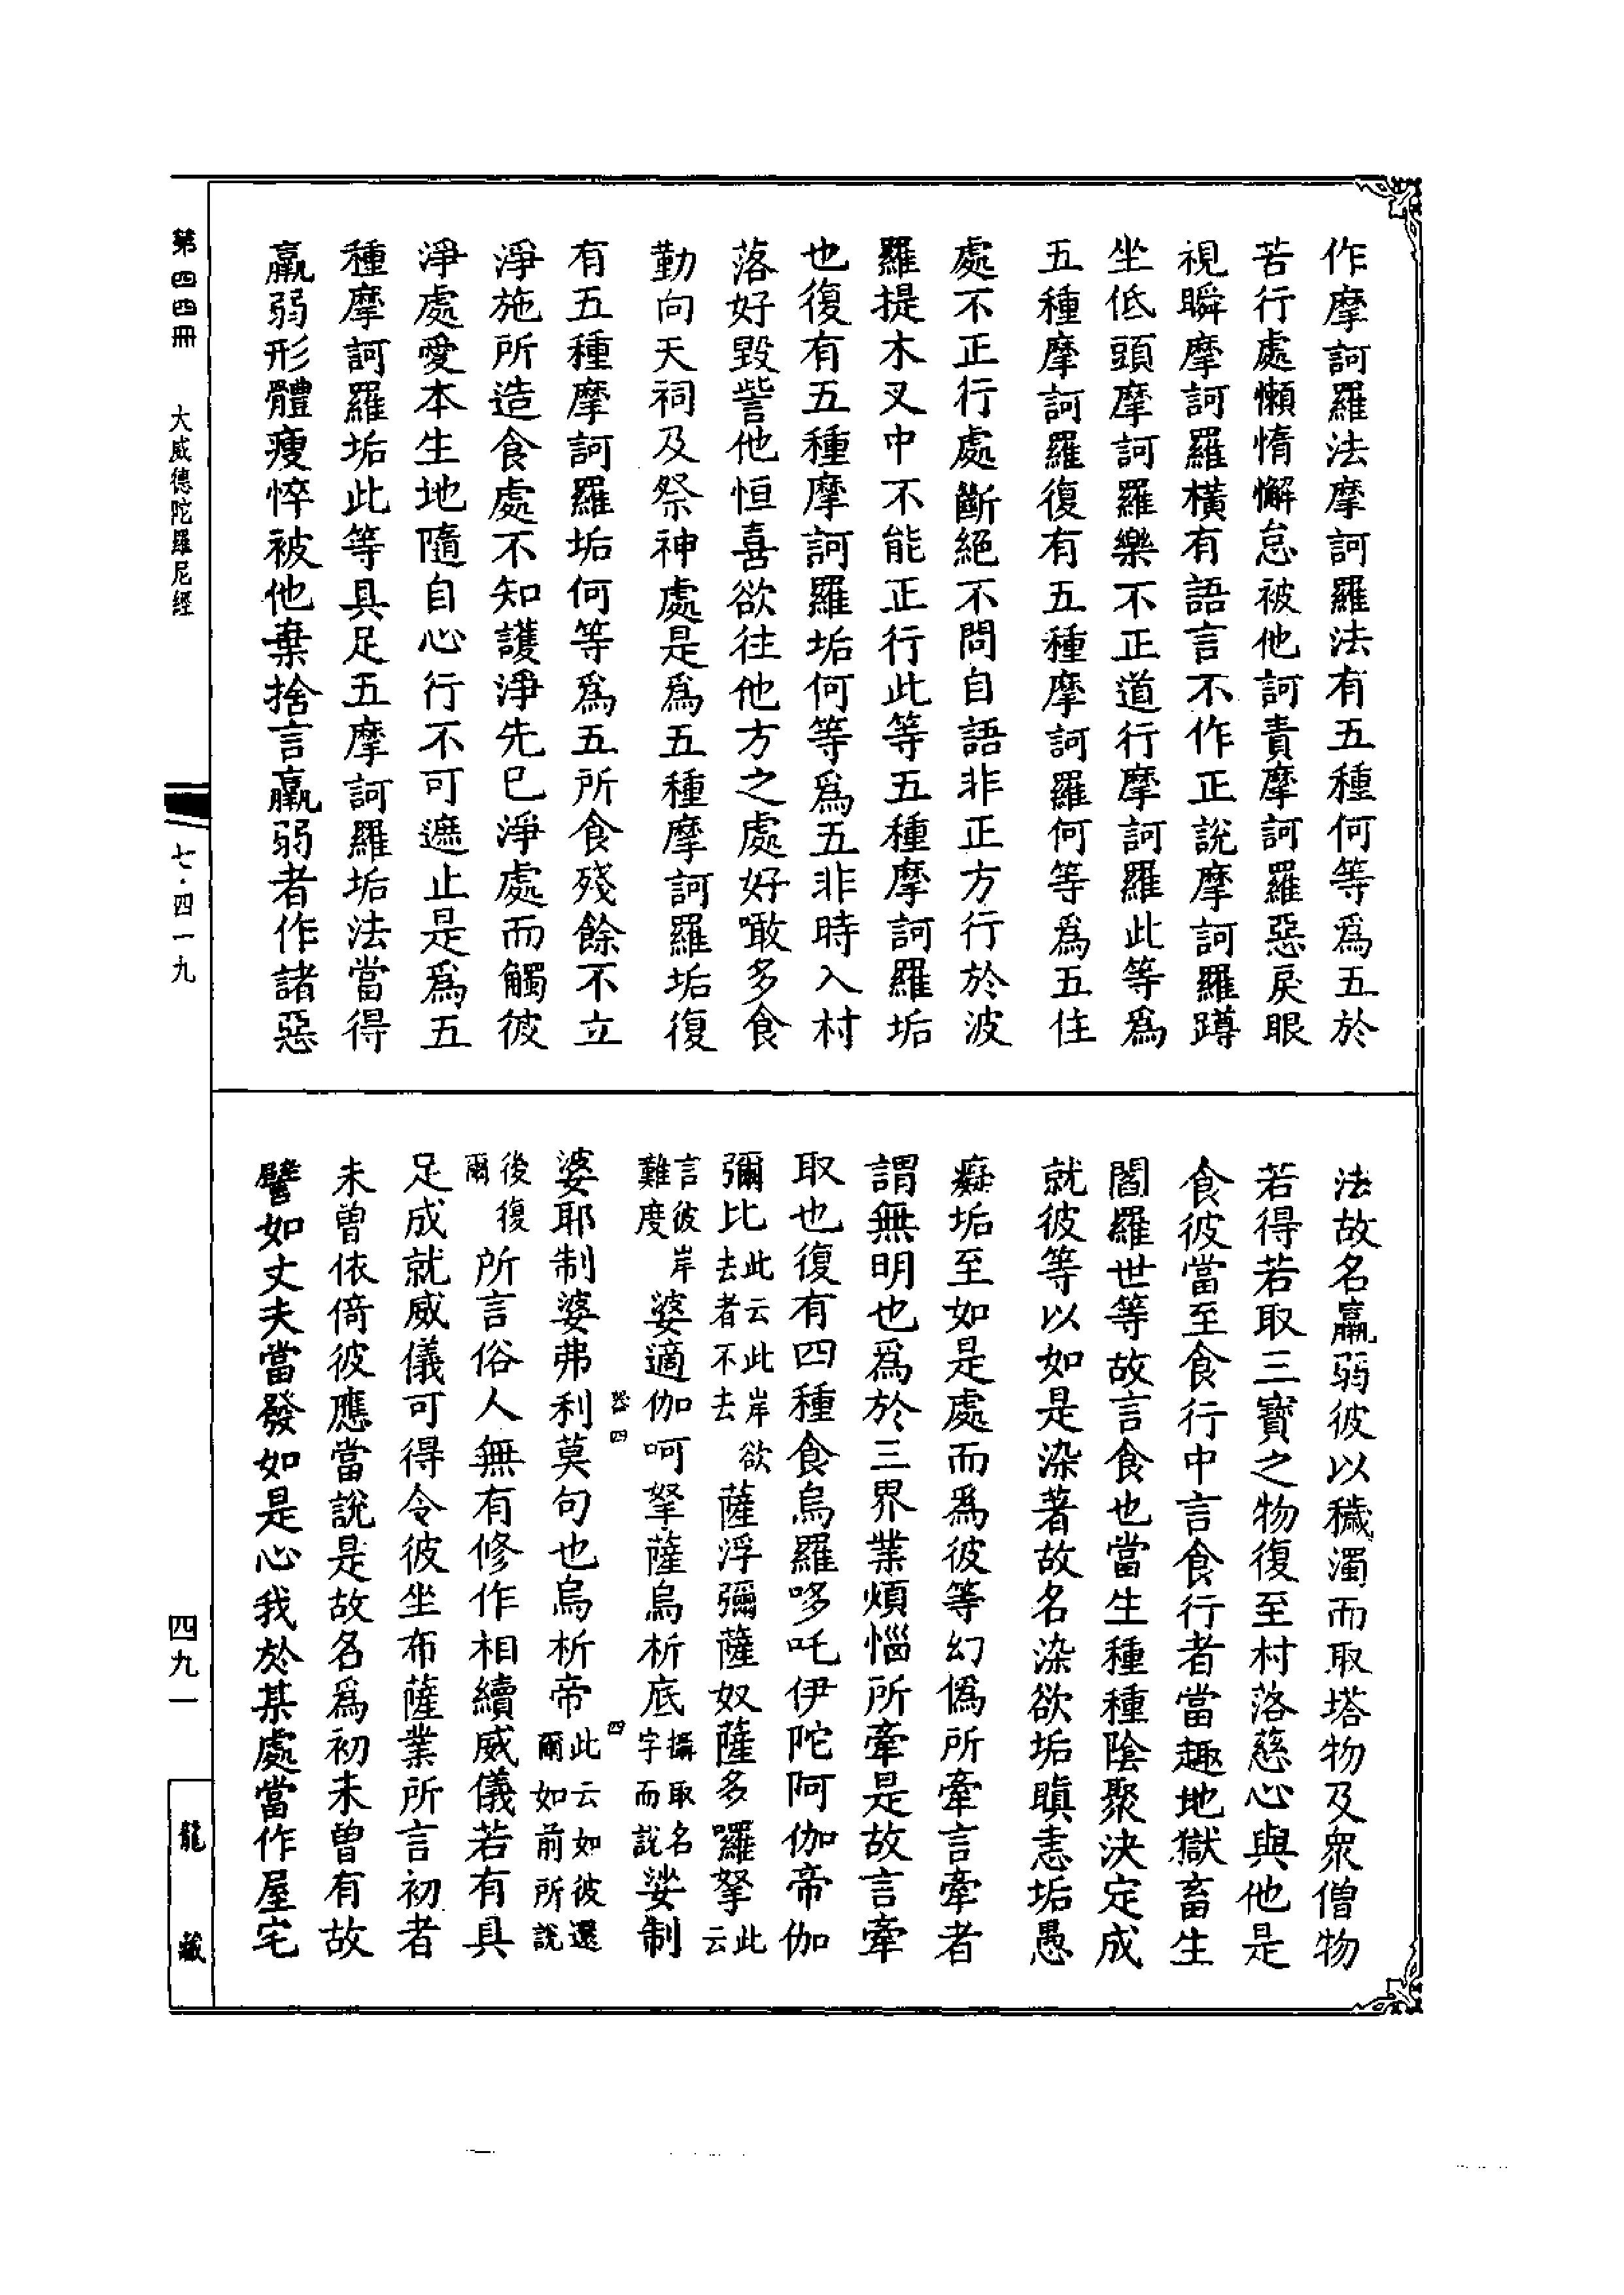 作摩訶羅法摩訶羅法有五種何等爲五於
苦行處懶惰懈怠被他訶責摩訶羅惡戾眼
視瞬摩訶羅橫有語言不作正說摩訶羅蹲
坐低頭摩訶羅樂不正道行摩訶羅此等爲
五種摩訶羅復有五種摩訶羅何等爲五住
處不正行處斷絕不問自語非正方行於波
羅提木叉中不能正行此等五種摩訶羅垢
也復有五種摩訶羅垢何等爲五非時入村
落好毀訾他恒喜欲往他方之處好噉多食
勤向天祠及祭神處是爲五種摩訶羅垢復
有五種摩訶羅垢何等爲五所食殘餘不立
淨施所造食處不知護淨先已淨處而觸彼
淨處愛本生地隨自心行不可遮止是爲五
種摩訶羅垢此等具足五摩訶羅垢法當得
羸弱形體瘦悴被他棄捨言羸弱者作諸惡
法故名羸弱彼以穢濁而取塔物及衆僧物
若得若取三寶之物復至村落慈心與他是
食彼當至食行中言食行者當趣地獄畜生
閻羅世等故言食也當生種種陰聚決定成
就彼等以如是染著故名染欲垢瞋恚垢愚
癡垢至如是處而爲彼等幻僞所牽言牽者
謂無明也爲於三界業煩惱所牽是故言牽
取也復有四種食烏羅哆吒伊陀阿伽帝伽
彌比此云此岸欲去者不去薩浮彌薩奴薩多囉拏此云
言彼岸難度婆適伽呵拏薩烏析底攝取名字而說娑制
婆耶制婆弗利莫句也烏析帝四此云如彼還爾如前所說
後復爾所言俗人無有修作相續威儀若有具
足成就威儀可得令彼坐布薩業所言初者
未曾依倚彼應當說是故名爲初未曾有故
譬如丈夫當發如是心我於某處當作屋宅
第四四冊　大威德陀羅尼經
七·四一九
四九一
龍藏